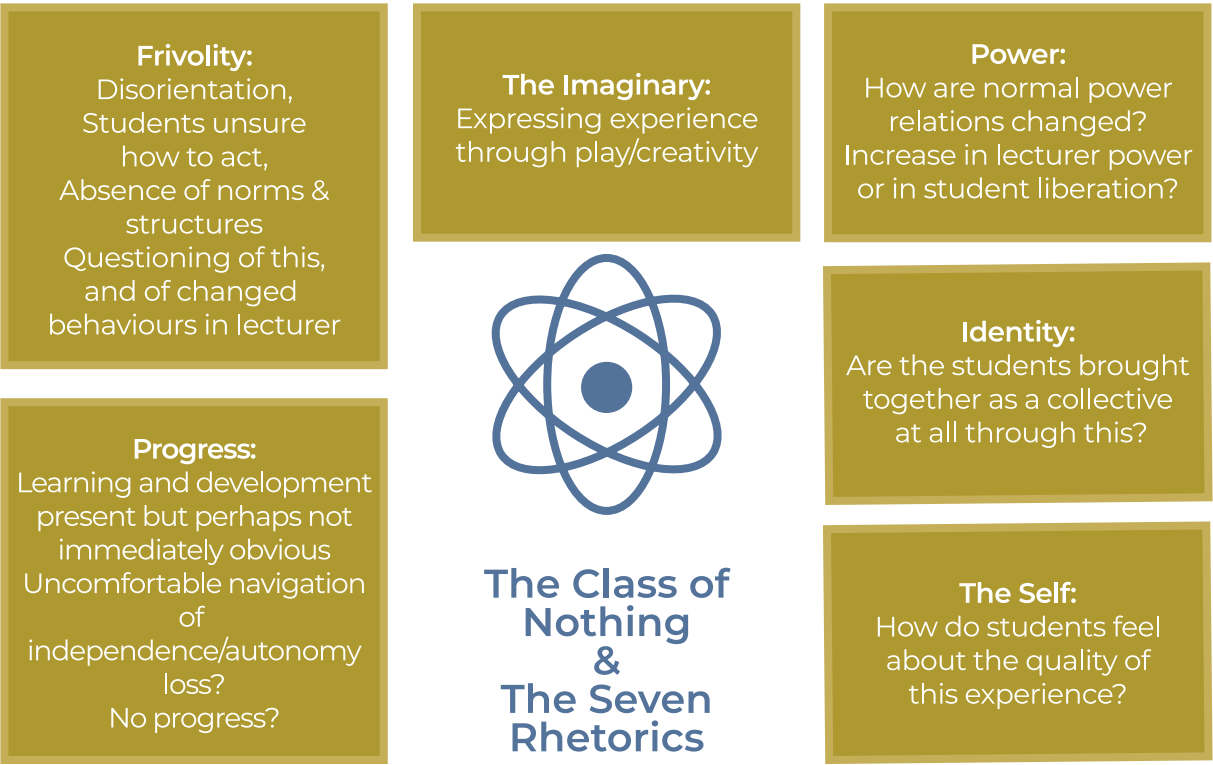 Frivolity:
Disorientation,
Students unsure
how to act,
Absence of norms &
structures
Questioning of this,
and of changed
behaviours in lecturer
Progress:
Learning and development
present but perhaps not
immediately obvious
Uncomfortable navigation
of
independence/autonomy
loss?
No progress?
The Imaginary:
Expressing experience
through play/creativity
The Class of
Nothing
&
The Seven
Rhetorics
Power:
How are normal power
relations changed?
Increase in lecturer power
or in student liberation?
Identity:
Are the students brought
together as a collective
at all through this?
The Self:
How do students feel
about the quality of
this experience?